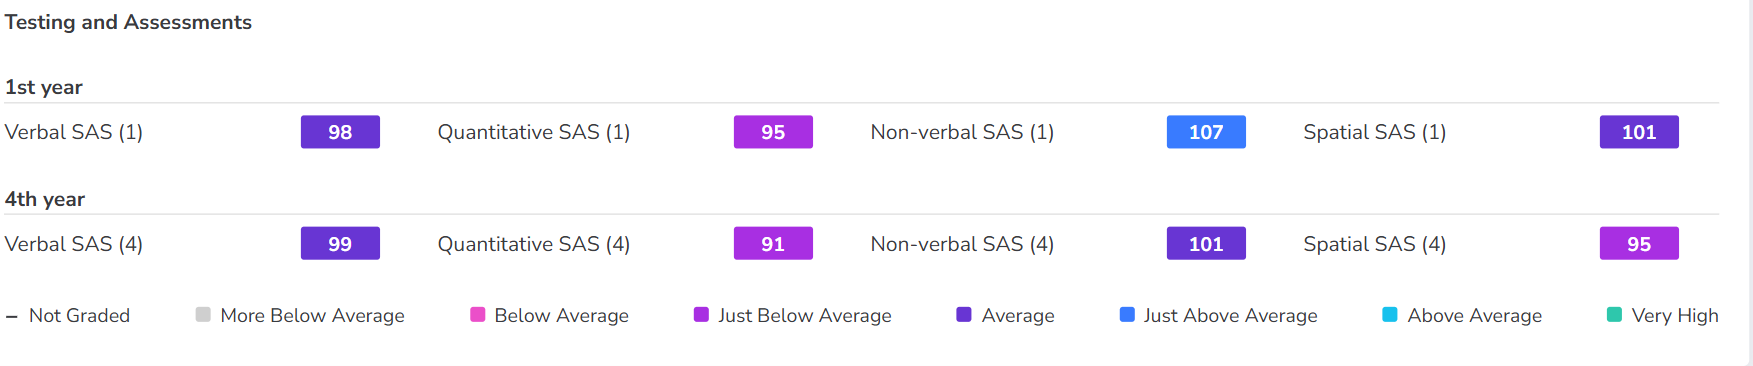 Testing and Assessments
1st year
Verbal SAS (1) 98 Quantitative SAS (1) 95 Non-verbal SAS (1) 107 Spatial SAS (1) 101
4th year
Verbal SAS (4) 99 Quantitative SAS (4) 91 Non-verbal SAS (4) 101 Spatial SAS (4) 95
– Not Graded More Below Average Below Average Just Below Average Average Just Above Average Above Average Very High